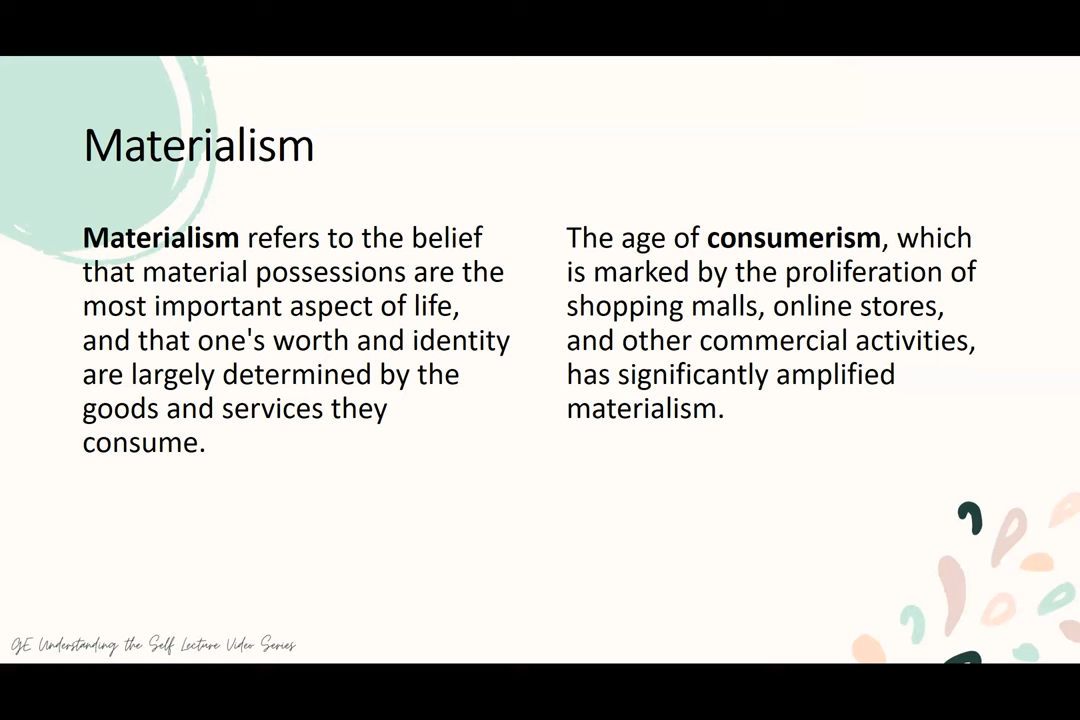 Materialism
Materialism refers to the belief
that material possessions are the
most important aspect of life,
and that one's worth and identity
are largely determined by the
goods and services they
consume.
The age of consumerism, which
is marked by the proliferation of
shopping malls, online stores,
and other commercial activities,
has significantly amplified
materialism.
GE Understanding the Self Lecture Video Series